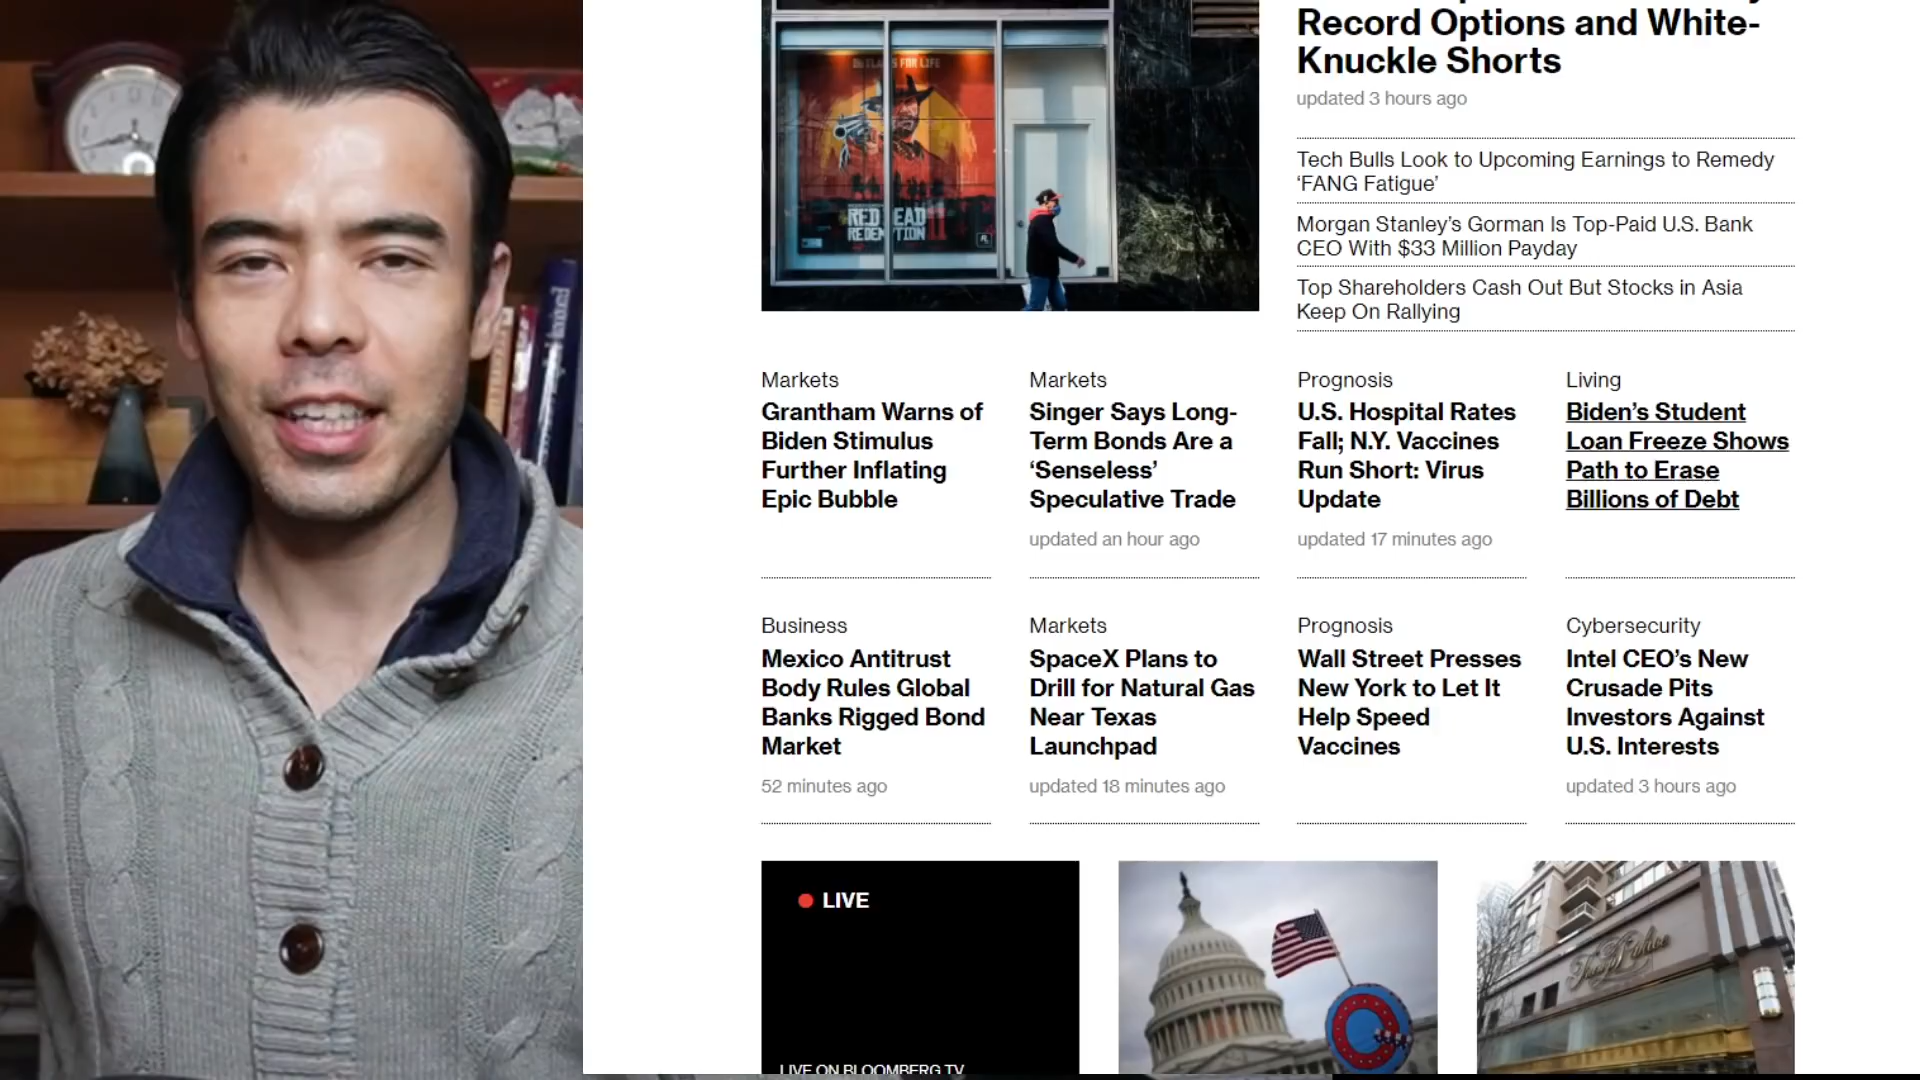 Record Options and White-
Knuckle Shorts
updated 3 hours ago
Tech Bulls Look to Upcoming Earnings to Remedy
‘FANG Fatigue’
Morgan Stanley’s Gorman Is Top-Paid U.S. Bank
CEO With $33 Million Payday
Top Shareholders Cash Out But Stocks in Asia
Keep On Rallying
OUTLAWS FOR LIFE
RED DEAD
REDEMPTION II
Markets
Grantham Warns of
Biden Stimulus
Further Inflating
Epic Bubble
Markets
Singer Says Long-
Term Bonds Are a
‘Senseless’
Speculative Trade
updated an hour ago
Prognosis
U.S. Hospital Rates
Fall; N.Y. Vaccines
Run Short: Virus
Update
updated 17 minutes ago
Living
Biden’s Student
Loan Freeze Shows
Path to Erase
Billions of Debt
Business
Mexico Antitrust
Body Rules Global
Banks Rigged Bond
Market
52 minutes ago
Markets
SpaceX Plans to
Drill for Natural Gas
Near Texas
Launchpad
updated 18 minutes ago
Prognosis
Wall Street Presses
New York to Let It
Help Speed
Vaccines
Cybersecurity
Intel CEO’s New
Crusade Pits
Investors Against
U.S. Interests
updated 3 hours ago
LIVE
LIVE ON BLOOMBERG TV